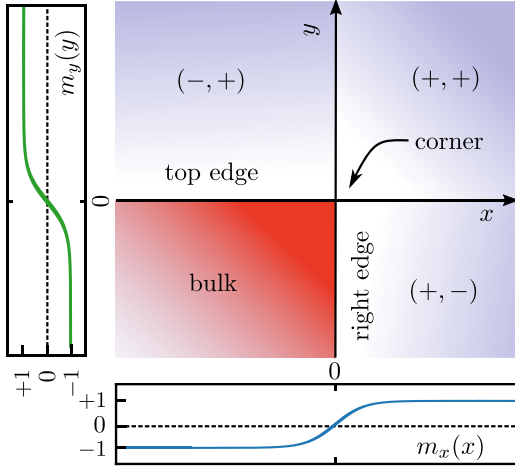 m_y(y)
+1
0
−1
y
(−, +)
(+, +)
corner
top edge
0
x
bulk
right edge
(+, −)
0
+1
0
−1
m_x(x)